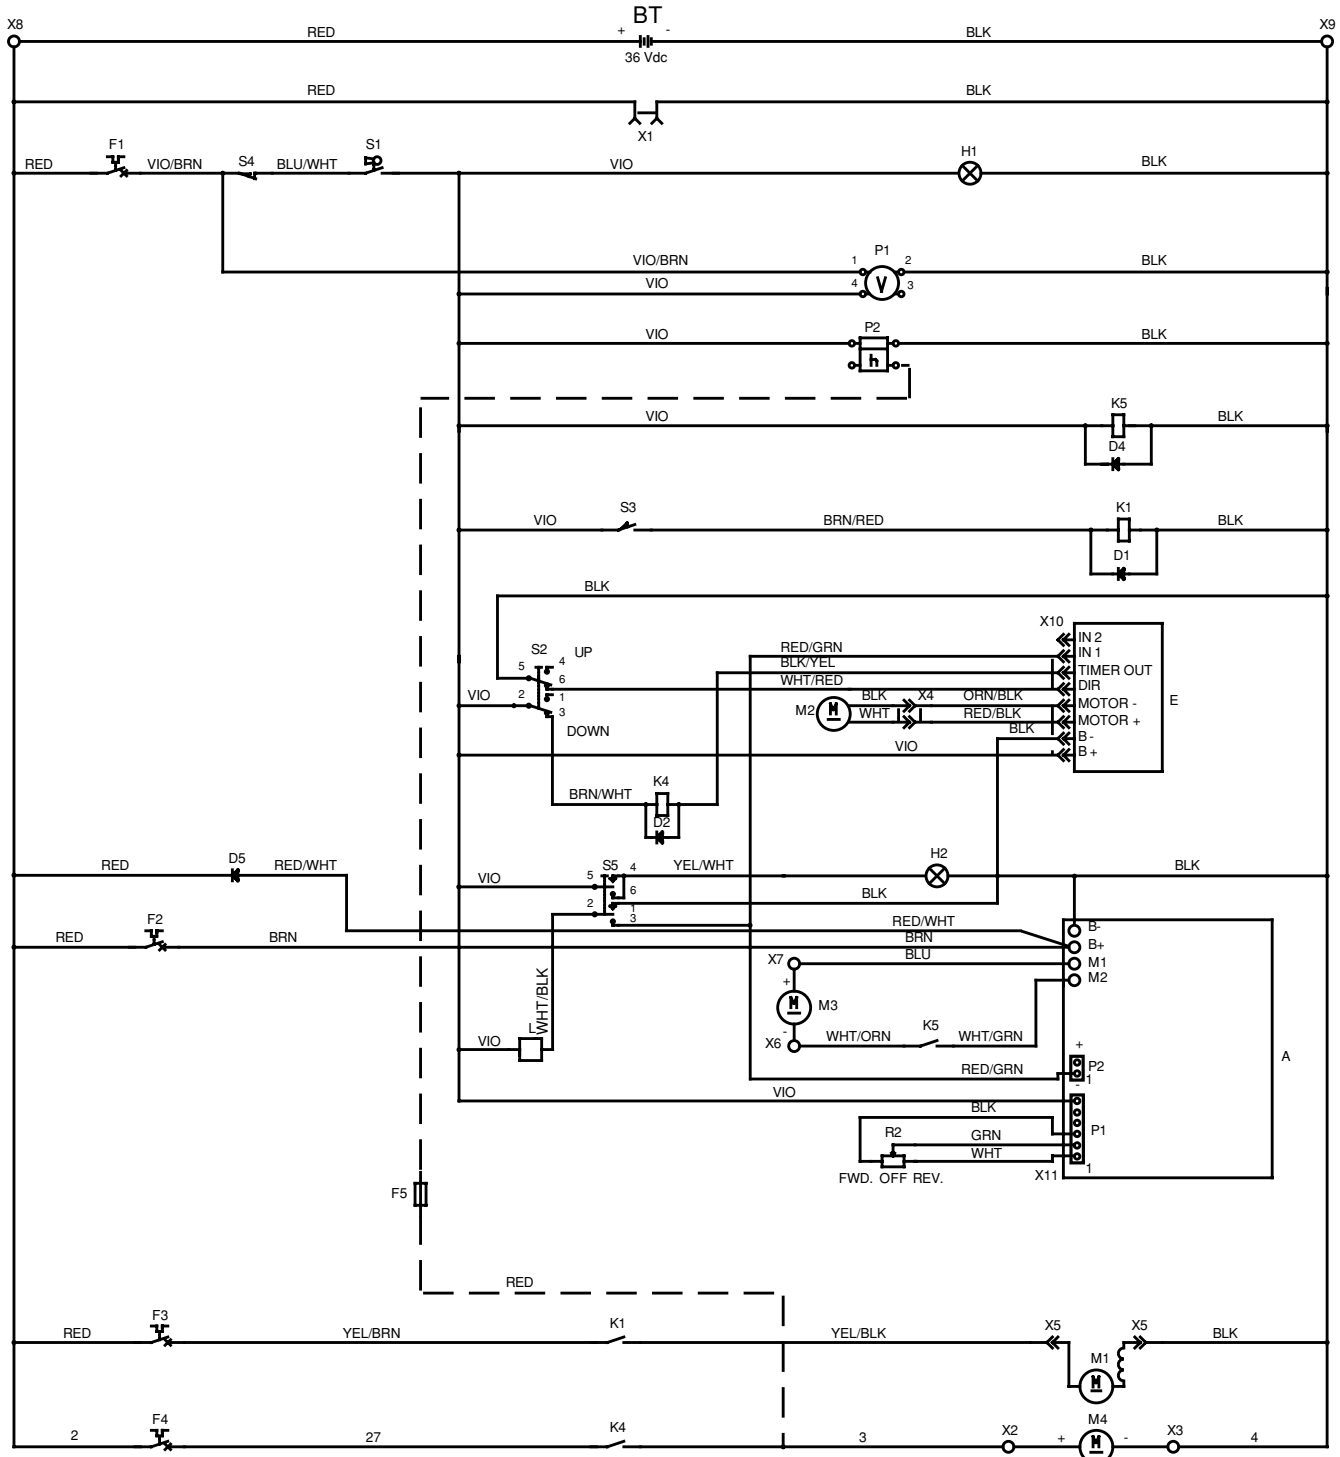 BT
X8
RED
+
-
BLK
X9
36 Vdc
RED
BLK
X1
F1
S1
H1
RED
VIO/BRN
S4
BLU/WHT
VIO
BLK
P1
VIO/BRN
1
2
BLK
VIO
4
V
3
P2
VIO
BLK
h
K5
VIO
BLK
D4
S3
K1
VIO
BRN/RED
BLK
D1
BLK
X10
IN 2
S2
4
UP
RED/GRN
IN 1
5
BLK/YEL
TIMER OUT
6
WHT/RED
DIR
VIO
2
1
BLK
X4
ORN/BLK
MOTOR -
E
M2
M
3
WHT
RED/BLK
MOTOR +
DOWN
BLK
B -
VIO
B +
K4
BRN/WHT
D2
D5
S5
H2
RED
RED/WHT
4
YEL/WHT
BLK
VIO
5
6
BLK
2
1
F2
3
RED/WHT
B-
RED
BRN
BRN
B+
BLU
X7
M1
+
M2
WHT/BLK
M
M3
L
-
K5
VIO
X6
WHT/ORN
WHT/GRN
+
A
RED/GRN
P2
1
-
VIO
BLK
R2
GRN
P1
WHT
FWD. OFF REV.
X11
1
F5
RED
F3
K1
X5
X5
RED
YEL/BRN
YEL/BLK
BLK
M1
M
F4
K4
X2
M4
X3
2
27
3
+
M
-
4